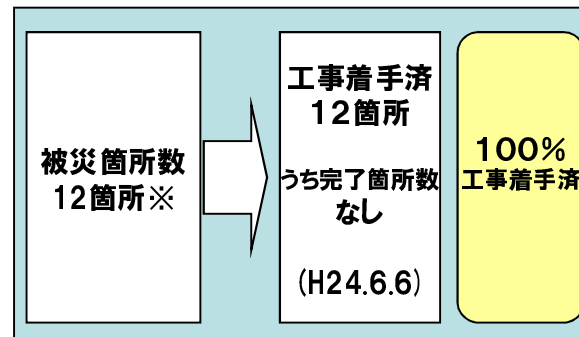 被災箇所数
12箇所※
工事着手済
12箇所
うち完了箇所数
なし
(H24.6.6)
100%
工事着手済